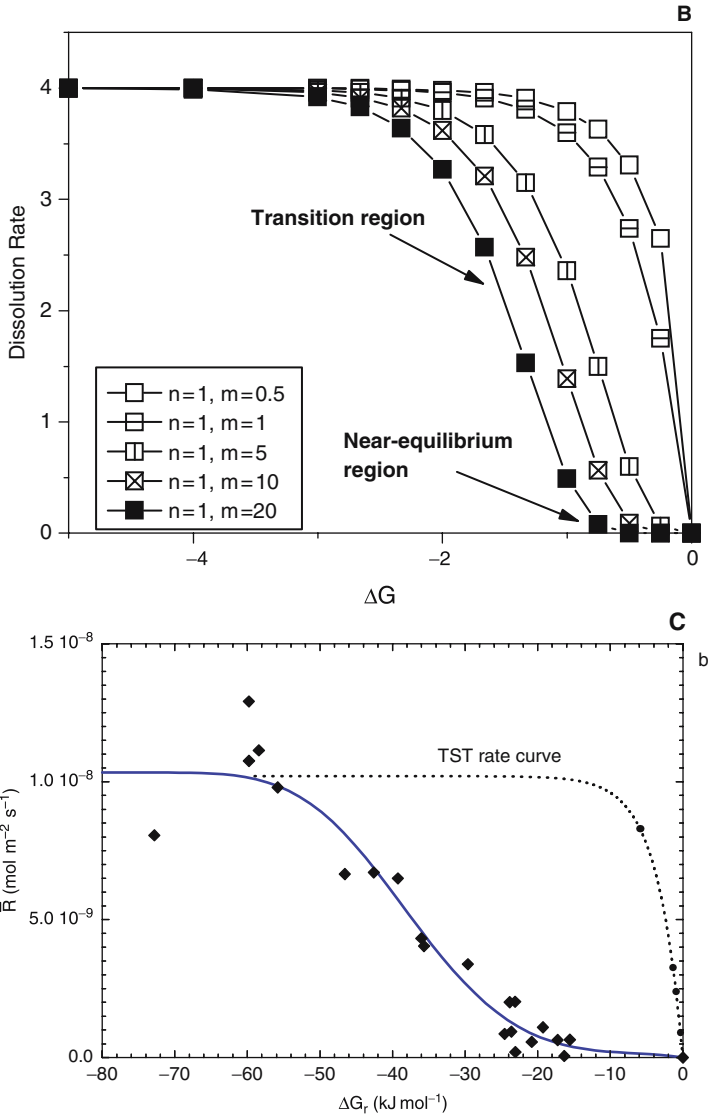 B
4
3
2
1
0
Dissolution Rate
Transition region
n=1, m=0.5
n=1, m=1
n=1, m=5
n=1, m=10
n=1, m=20
Near-equilibrium
region
−4
−2
0
ΔG
C
b
1.5 10⁻⁸
1.0 10⁻⁸
5.0 10⁻⁹
0.0
R̅ (mol m⁻² s⁻¹)
TST rate curve
−80
−70
−60
−50
−40
−30
−20
−10
0
ΔGᵣ (kJ mol⁻¹)